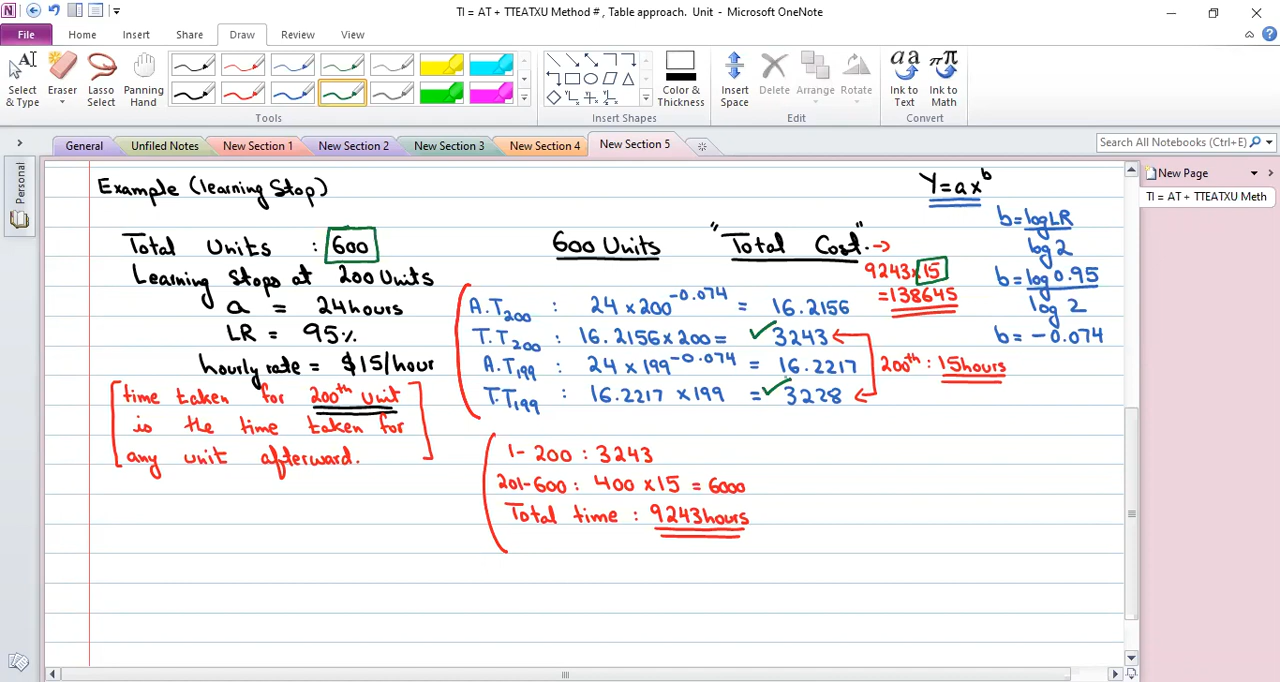 TI = AT + TTEATXU Method # , Table approach. Unit - Microsoft OneNote
File Home Insert Share Draw Review View
Select & Type
Eraser
Lasso Select
Panning Hand
Color & Thickness
Insert Space
Delete
Arrange
Rotate
Ink to Text
Ink to Math
Tools
Insert Shapes
Edit
Convert
General Unfiled Notes New Section 1 New Section 2 New Section 3 New Section 4 New Section 5
Search All Notebooks (Ctrl+E)
Personal
New Page
TI = AT + TTEATXU Meth
Example (learning Stop)
Total Units : 600
Learning Stops at 200 Units
a = 24hours
LR = 95%
hourly rate = $15/hour
[time taken for 200th Unit
is the time taken for
any unit afterward.]
600 Units
"Total Cost" →
9243×15
=138645
A.T200 : 24 × 200^-0.074 = 16.2156
T.T200 : 16.2156×200 = ✓3243
A.T199 : 24 × 199^-0.074 = 16.2217
T.T199 : 16.2217 ×199 = ✓3228
200th : 15hours
1- 200 : 3243
201-600 : 400 ×15 = 6000
Total time : 9243hours
Y=ax^b
b=logLR
log 2
b=log0.95
log 2
b= -0.074